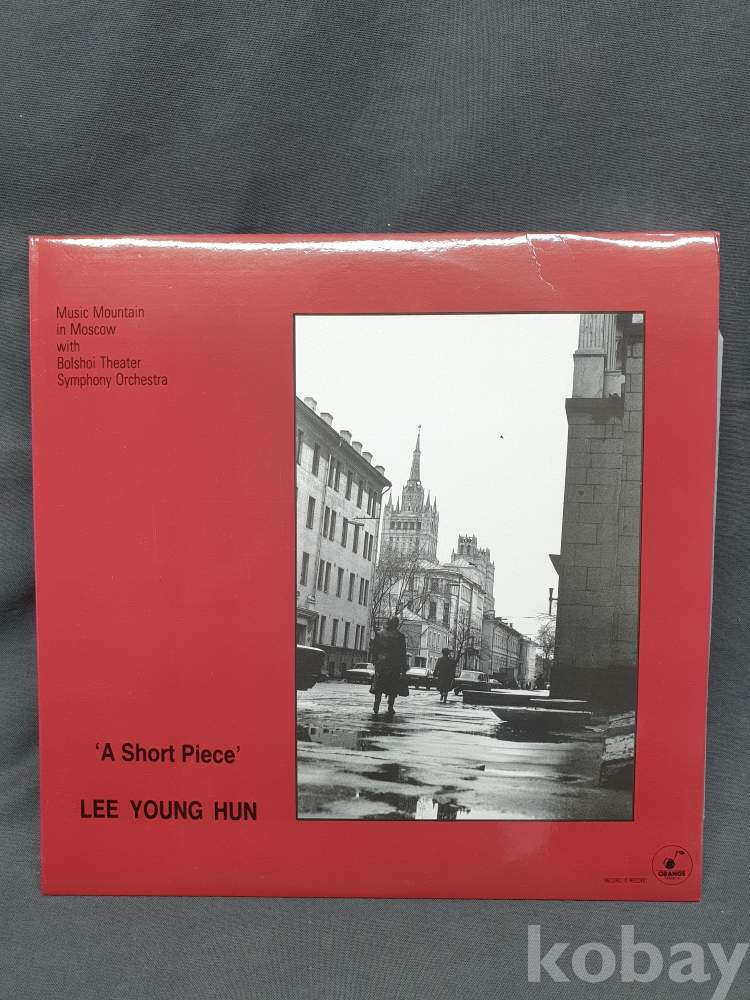 Music Mountain
in Moscow
with
Bolshoi Theater
Symphony Orchestra
'A Short Piece'
LEE YOUNG HUN
ORANGE
kobay